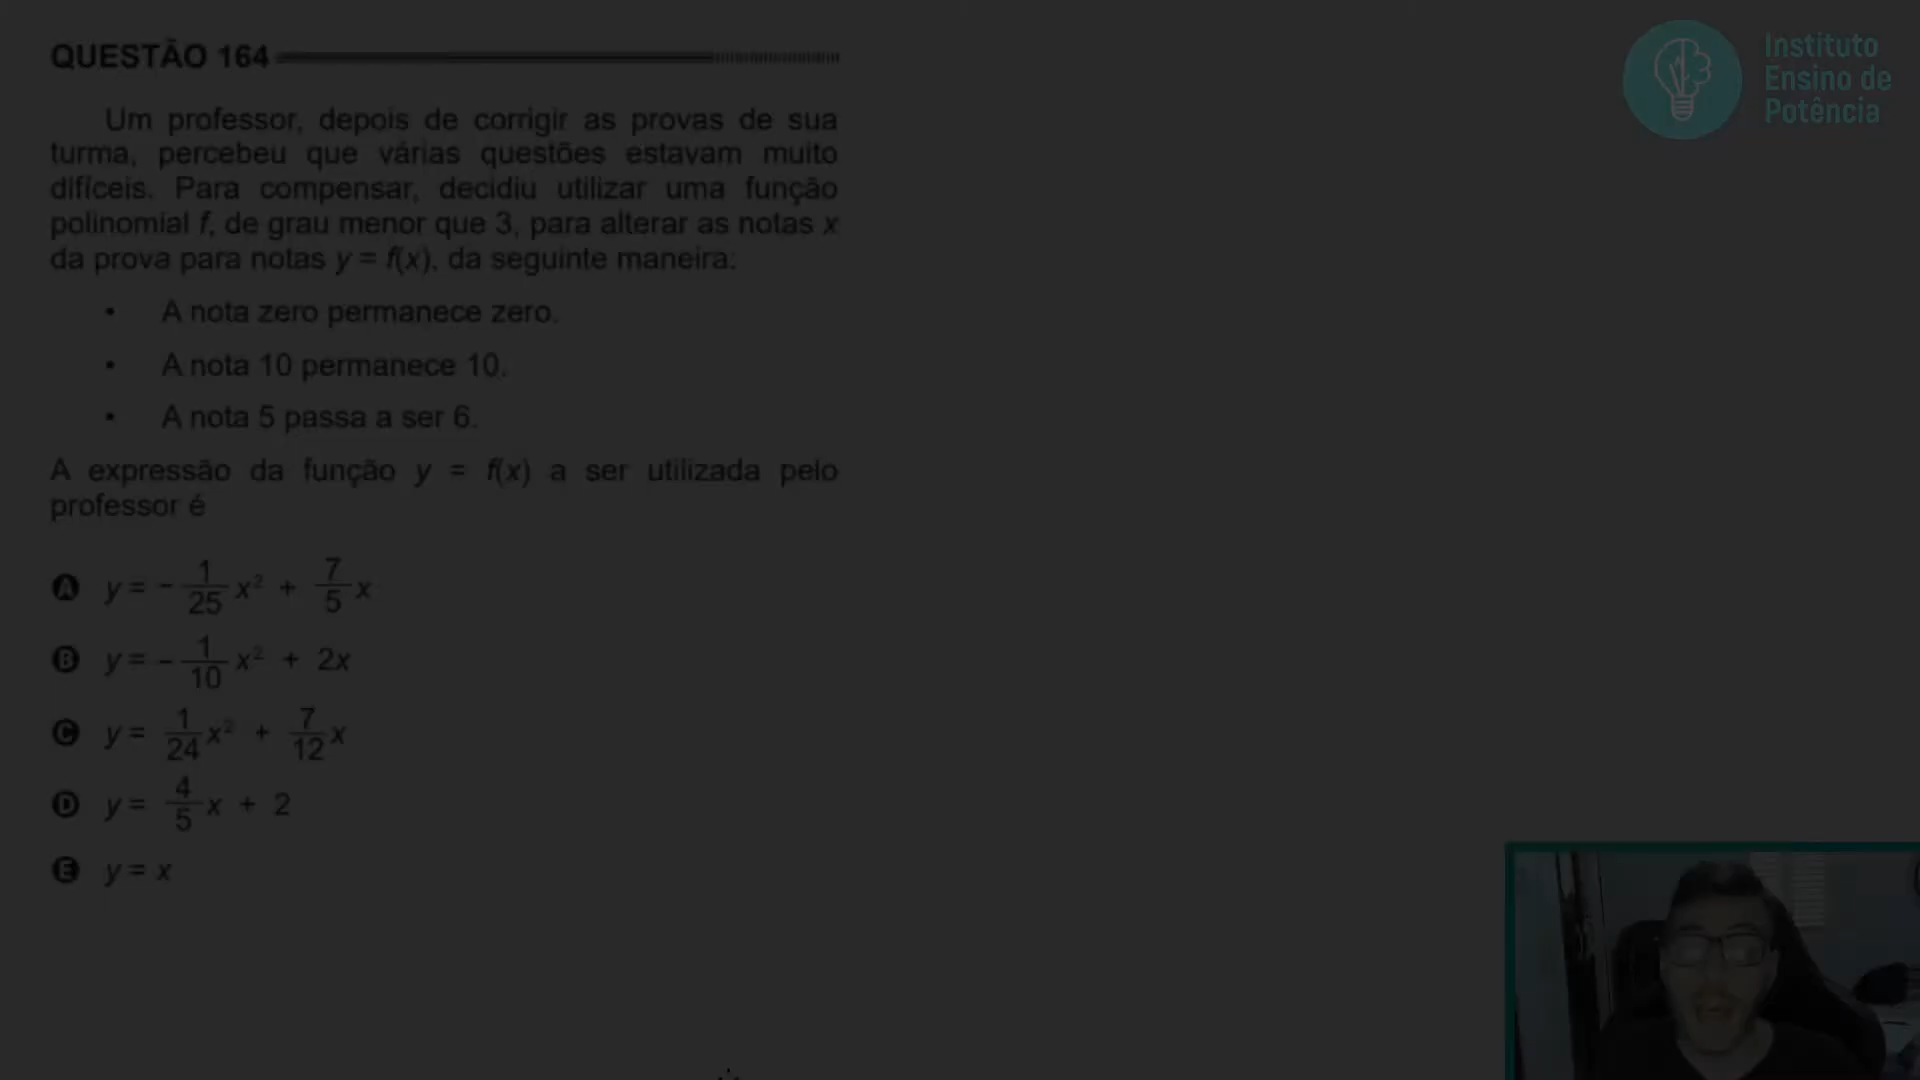 QUESTÃO 164
Um professor, depois de corrigir as provas de sua
turma, percebeu que várias questões estavam muito
difíceis. Para compensar, decidiu utilizar uma função
polinomial f, de grau menor que 3, para alterar as notas x
da prova para notas y = f(x), da seguinte maneira:
• A nota zero permanece zero.
• A nota 10 permanece 10.
• A nota 5 passa a ser 6.
A expressão da função y = f(x) a ser utilizada pelo
professor é
A y = - 1/25 x² + 7/5 x
B y = - 1/10 x² + 2x
C y = 1/24 x² + 7/12 x
D y = 4/5 x + 2
E y = x
Instituto
Ensino de
Potência